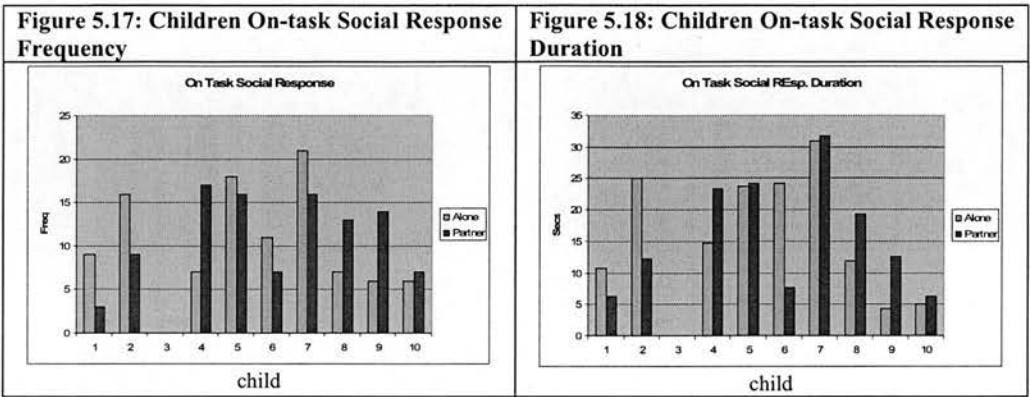 Figure 5.17: Children On-task Social Response
Frequency
On Task Social Response
25
20
15
10
5
0
Freq
1 2 3 4 5 6 7 8 9 10
Alone
Partner
child
Figure 5.18: Children On-task Social Response
Duration
On Task Social REsp. Duration
35
30
25
20
15
10
5
0
Secs
1 2 3 4 5 6 7 8 9 10
Alone
Partner
child